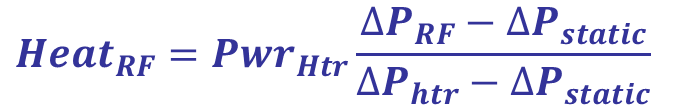 Heat_RF = Pwr_Htr (ΔP_RF − ΔP_static) / (ΔP_htr − ΔP_static)